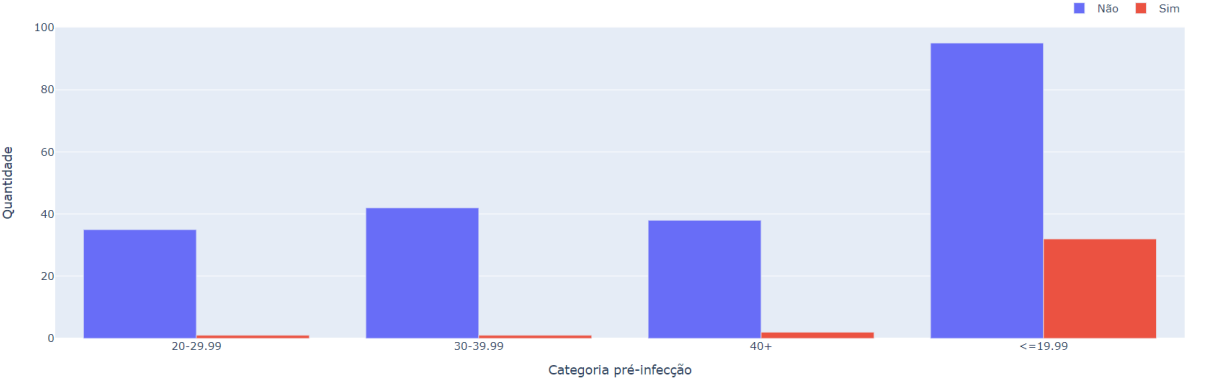 Não Sim
100
80
60
40
20
0
Quantidade
20-29.99 30-39.99 40+ <=19.99
Categoria pré-infecção